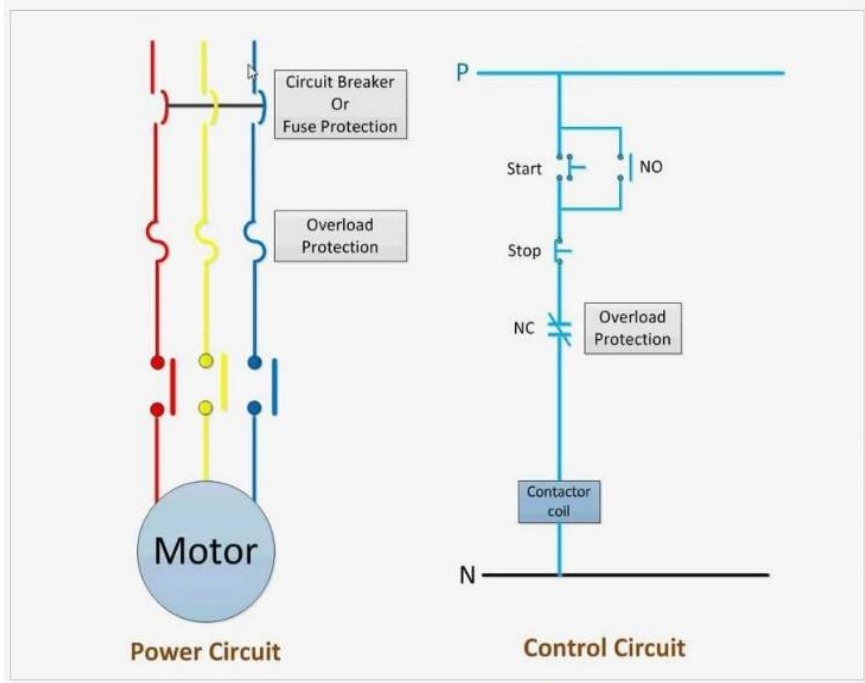 Circuit Breaker
Or
Fuse Protection
Overload
Protection
Motor
Power Circuit
P
Start
NO
Stop
NC
Overload
Protection
Contactor
coil
N
Control Circuit